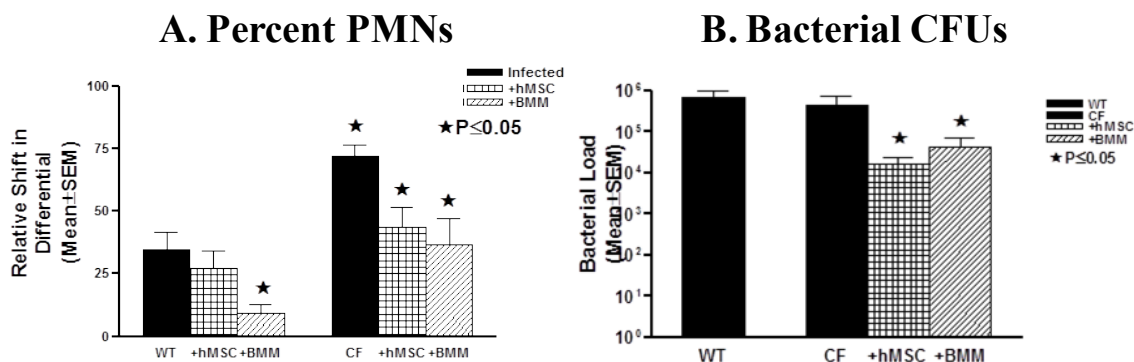 A. Percent PMNs
Infected
+hMSC
+BMM
★P≤0.05
100
75
50
25
0
Relative Shift in
Differential
(Mean±SEM)
★
★
★
★
WT +hMSC +BMM
CF +hMSC +BMM
B. Bacterial CFUs
WT
CF
+hMSC
+BMM
★ P≤0.05
10⁶
10⁵
10⁴
10³
10²
10¹
10⁰
Bacterial Load
(Mean±SEM)
★
★
WT
CF +hMSC +BMM